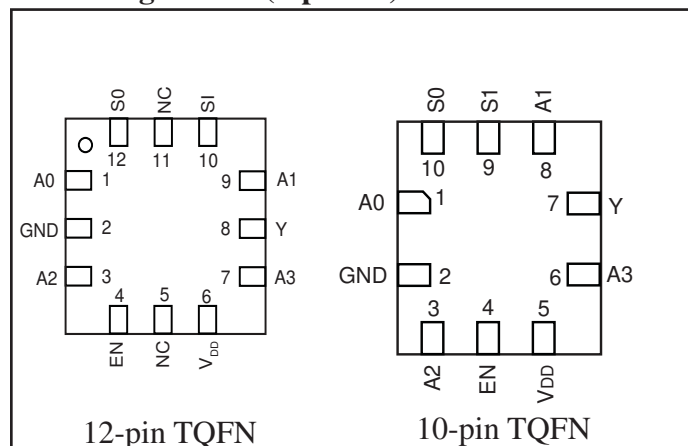 S0 NC SI
12 11 10
A0 1 9 A1
GND 2 8 Y
A2 3 7 A3
4 5 6
EN NC VDD
12-pin TQFN
S0 S1 A1
10 9 8
A0 1 7 Y
GND 2 6 A3
3 4 5
A2 EN VDD
10-pin TQFN